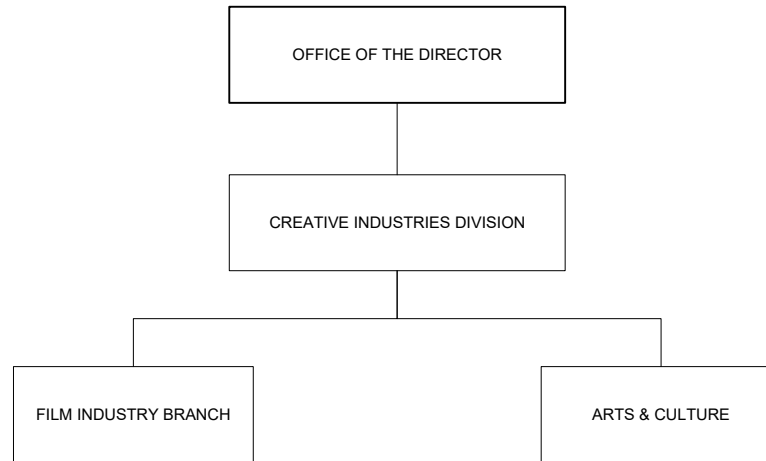 OFFICE OF THE DIRECTOR
CREATIVE INDUSTRIES DIVISION
FILM INDUSTRY BRANCH
ARTS & CULTURE